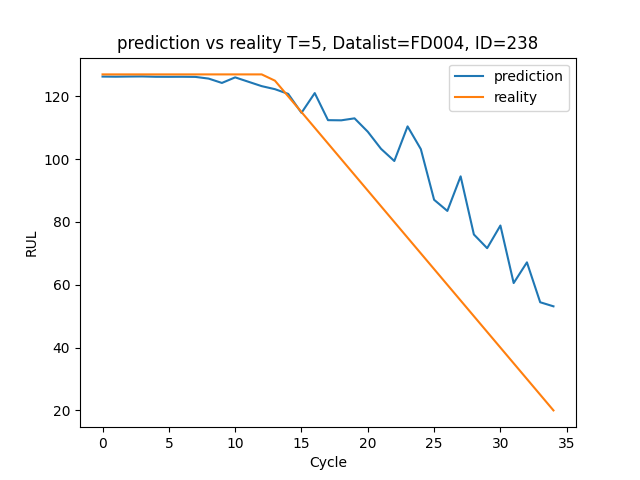 prediction vs reality T=5, Datalist=FD004, ID=238
prediction
reality
120
100
80
60
40
20
RUL
0 5 10 15 20 25 30 35
Cycle